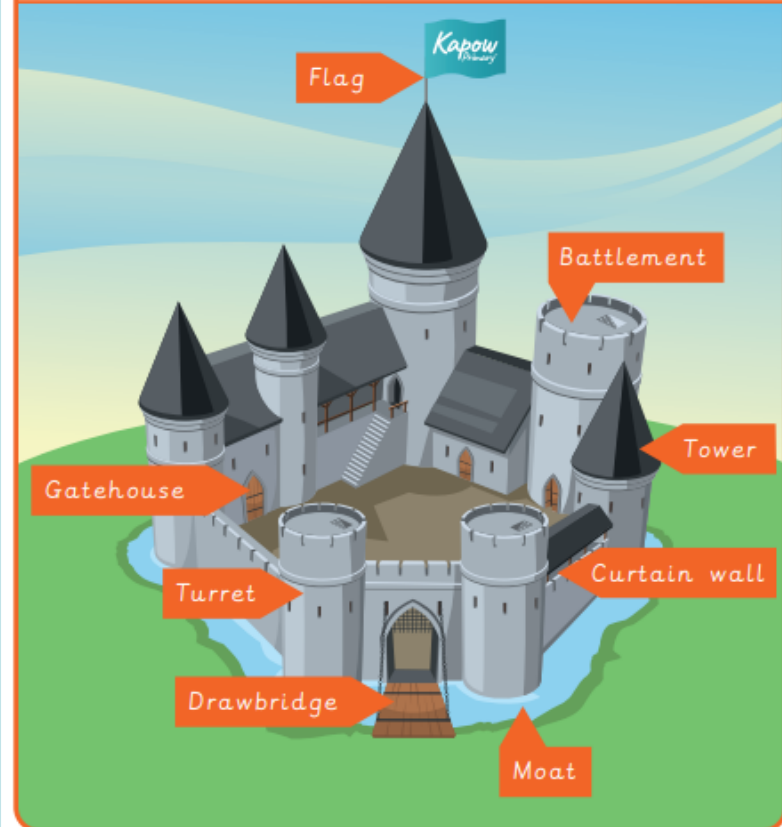 Kapow
Primary
Flag
Battlement
Tower
Gatehouse
Curtain wall
Turret
Drawbridge
Moat